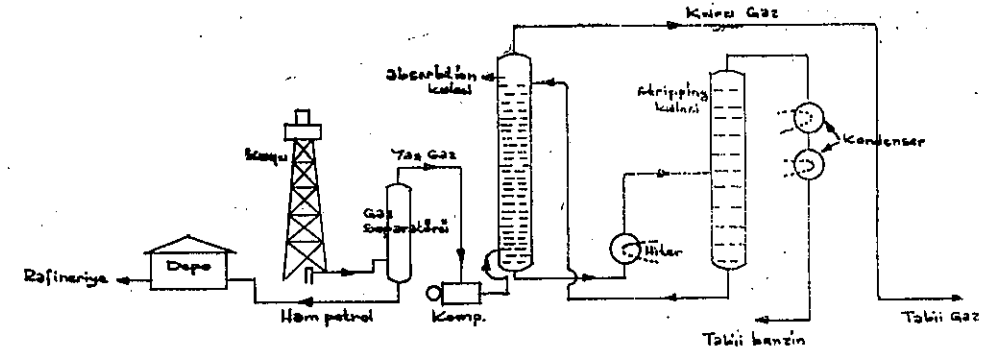 Kuru Gaz
absorbtion
kulesi
Stripping
kulesi
Kondenser
Kuyu
Yaş Gaz
Gaz
Separatörü
Hiter
Depo
Rafineriye
Ham petrol
Komp.
Tabii benzin
Tabii Gaz